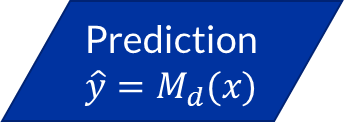 Prediction
ŷ = M_d(x)